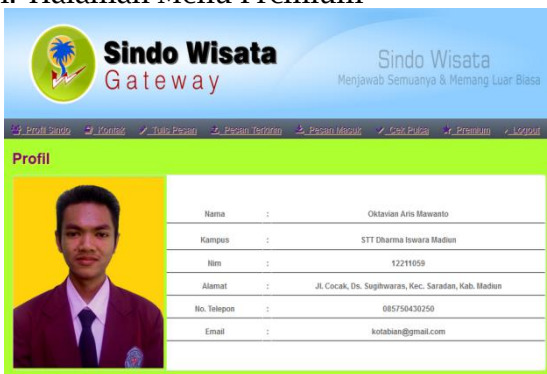 Halaman Menu Premium
Sindo Wisata
Gateway
Sindo Wisata
Menjawab Semuanya & Memang Luar Biasa
Profil Sindo Kontak Tulis Pesan Pesan Terkirim Pesan Masuk Cek Pulsa Premium Logout
Profil
Nama : Oktavian Aris Mawanto
Kampus : STT Dharma Iswara Madiun
Nim : 12211059
Alamat : Jl. Cocak, Ds. Sugihwaras, Kec. Saradan, Kab. Madiun
No. Telepon : 085750430250
Email : kotabian@gmail.com